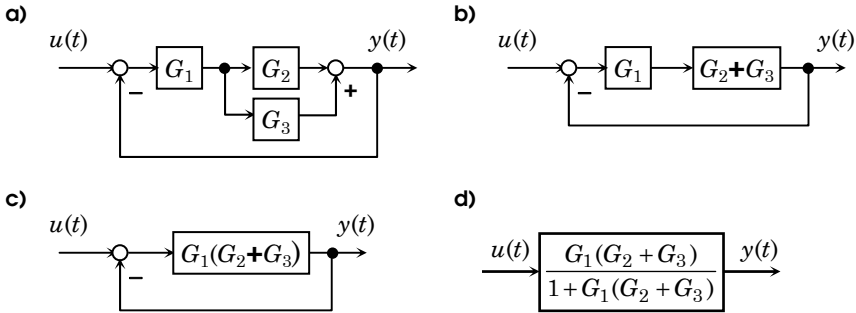 a)
u(t) G₁ G₂ y(t)
− G₃ +
b)
u(t) G₁ G₂+G₃ y(t)
−
c)
u(t) G₁(G₂+G₃) y(t)
−
d)
u(t) G₁(G₂ + G₃) y(t)
1+G₁(G₂ + G₃)